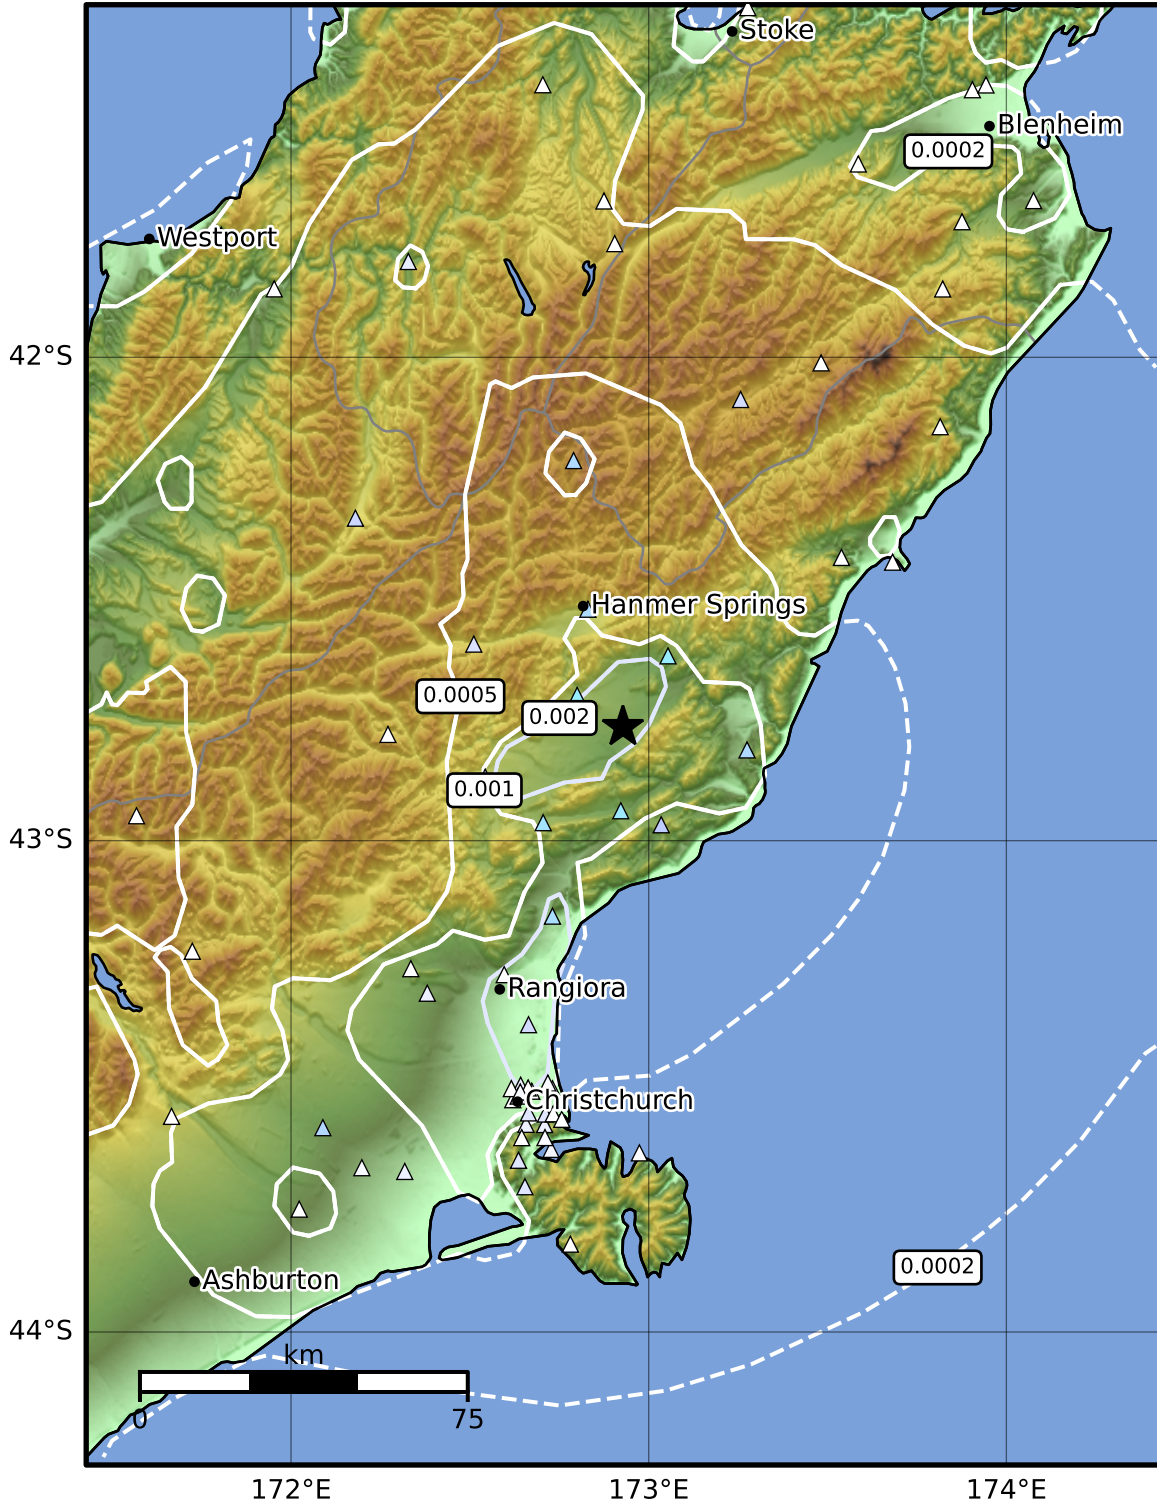 Stoke
Blenheim
0.0002
Westport
42°S
Hanmer Springs
0.0005
0.002
0.001
43°S
Rangiora
Christchurch
0.0002
Ashburton
44°S
km
0 75
172°E 173°E 174°E